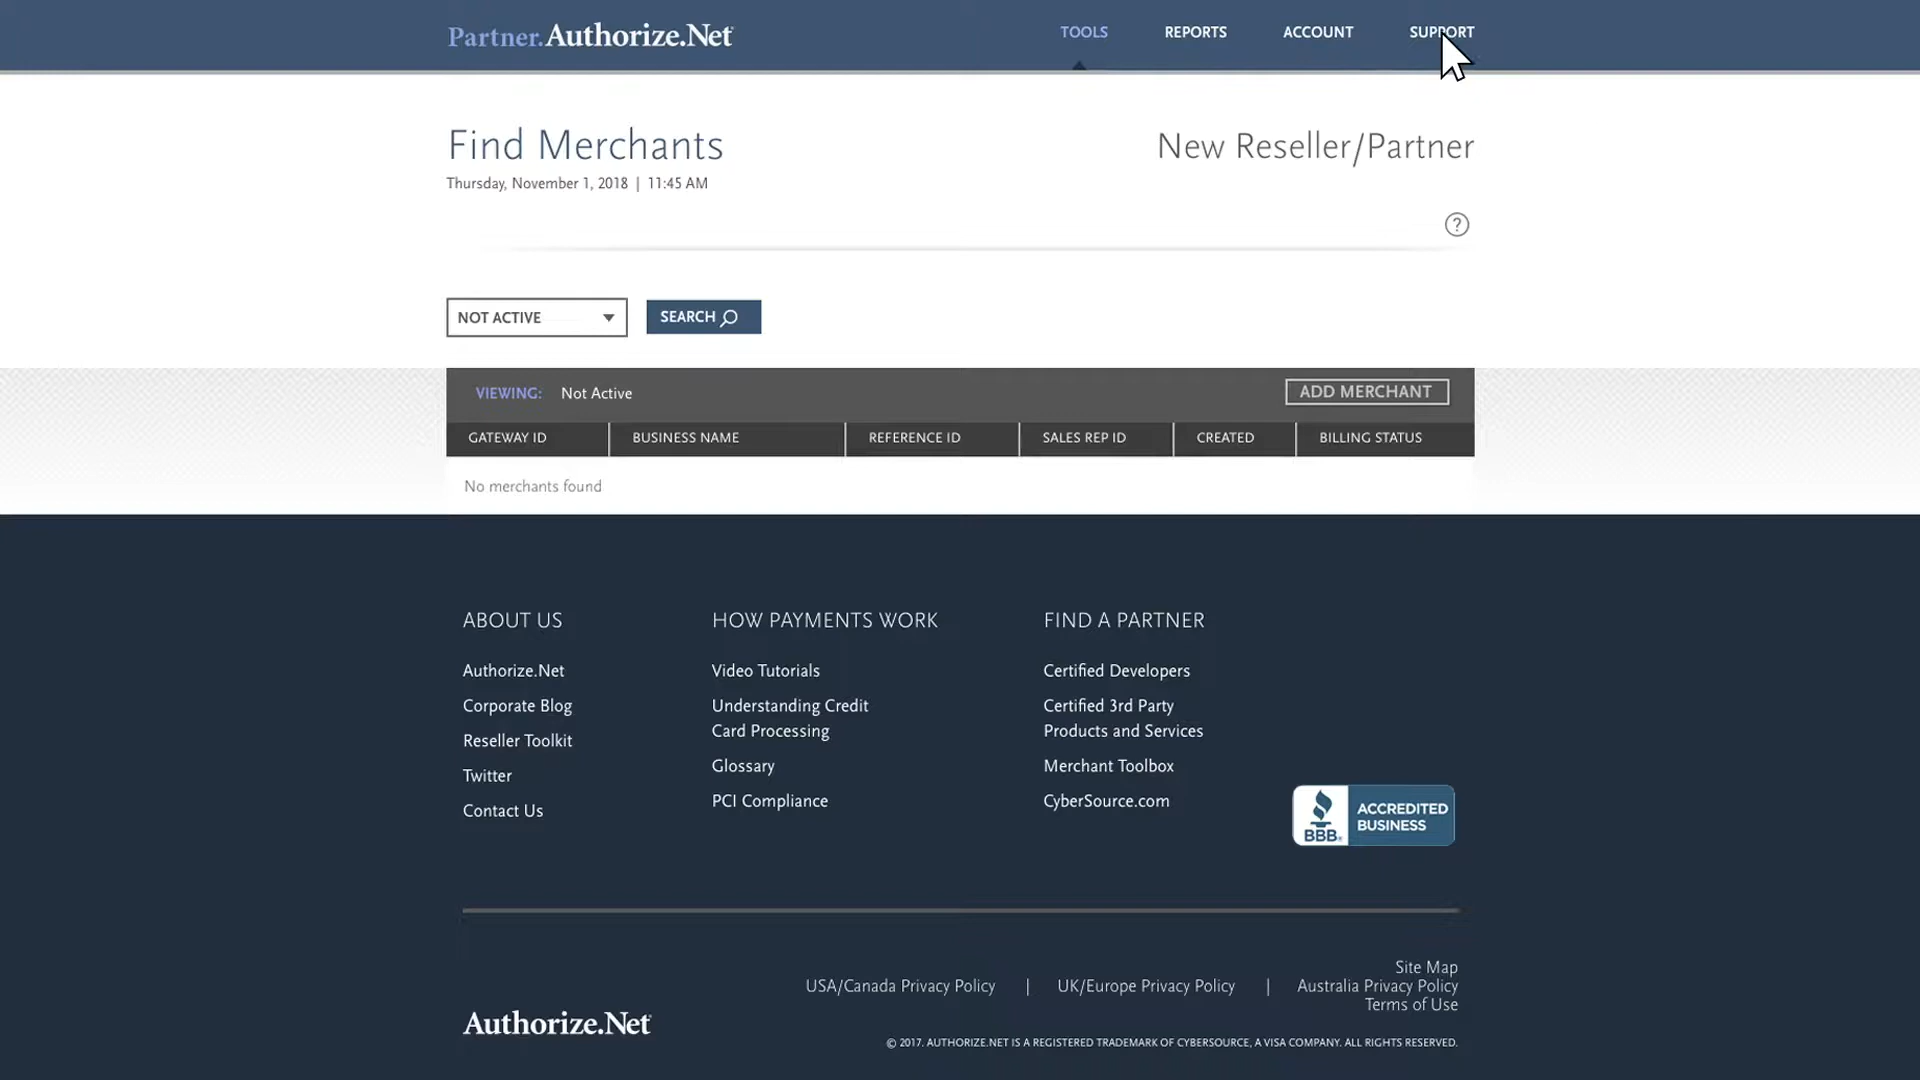 Partner.Authorize.Net
TOOLS
REPORTS
ACCOUNT
SUPPORT
Find Merchants
New Reseller/Partner
Thursday, November 1, 2018 | 11:45 AM
?
NOT ACTIVE
SEARCH
VIEWING: Not Active
ADD MERCHANT
GATEWAY ID
BUSINESS NAME
REFERENCE ID
SALES REP ID
CREATED
BILLING STATUS
No merchants found
ABOUT US
Authorize.Net
Corporate Blog
Reseller Toolkit
Twitter
Contact Us
HOW PAYMENTS WORK
Video Tutorials
Understanding Credit
Card Processing
Glossary
PCI Compliance
FIND A PARTNER
Certified Developers
Certified 3rd Party
Products and Services
Merchant Toolbox
CyberSource.com
BBB.
ACCREDITED
BUSINESS
Site Map
USA/Canada Privacy Policy | UK/Europe Privacy Policy | Australia Privacy Policy
Terms of Use
Authorize.Net
© 2017. AUTHORIZE.NET IS A REGISTERED TRADEMARK OF CYBERSOURCE, A VISA COMPANY. ALL RIGHTS RESERVED.